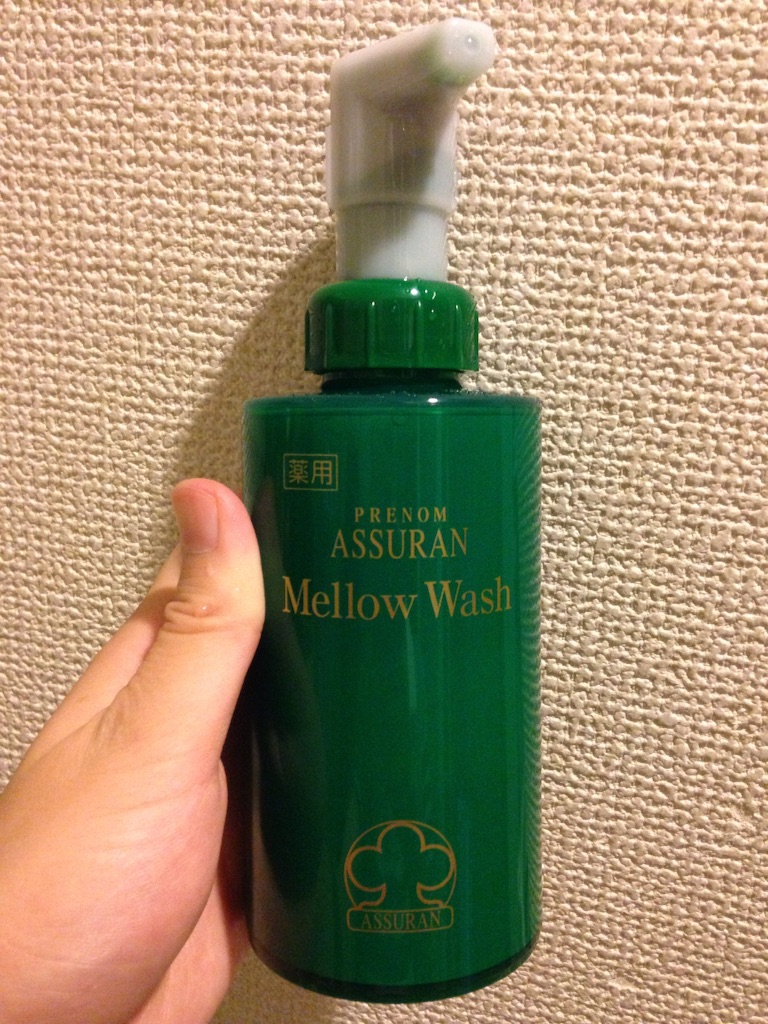 薬用
PRENOM
ASSURAN
Mellow Wash
ASSURAN